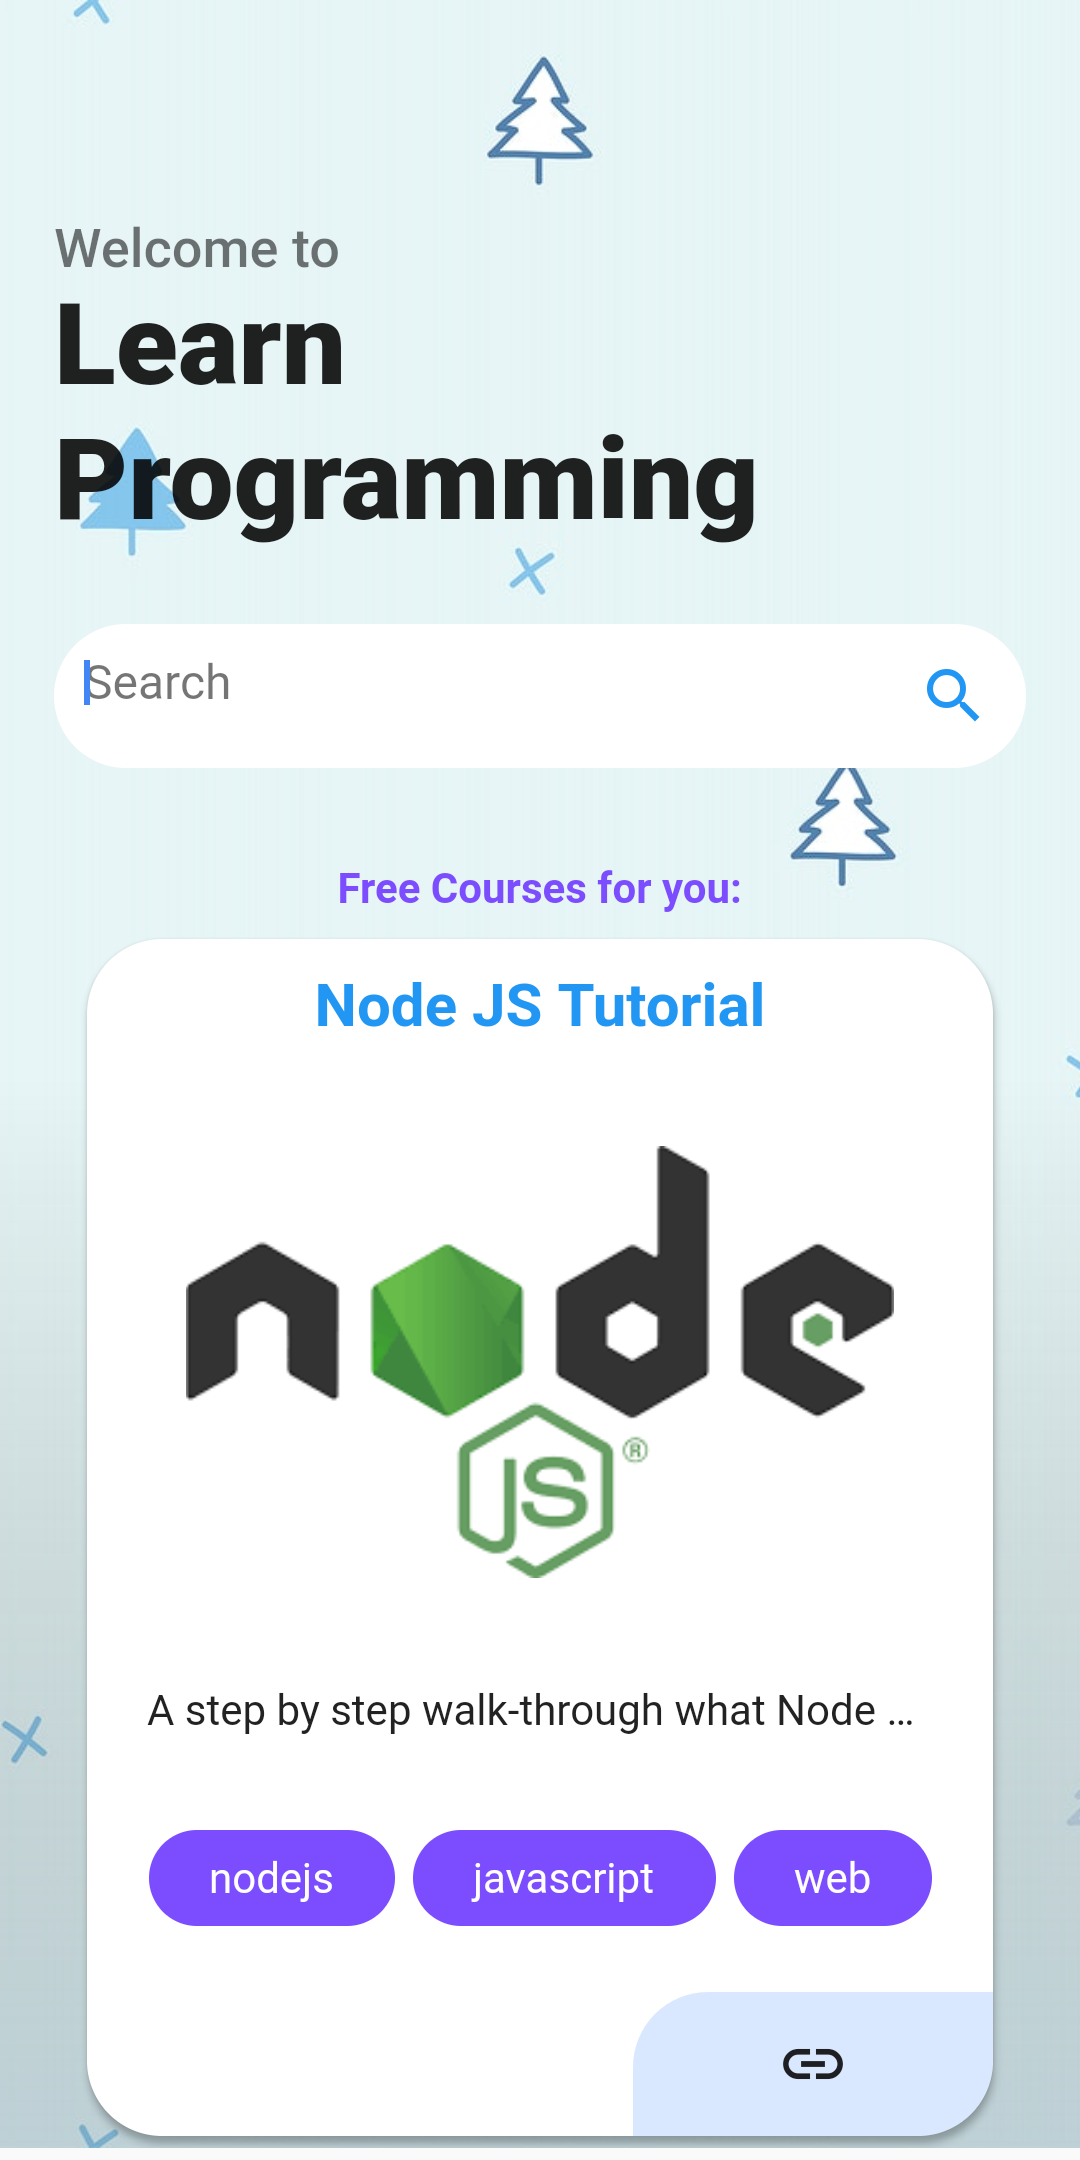 Welcome to
Learn
Programming
Search
Free Courses for you:
Node JS Tutorial
node
JS ®
A step by step walk-through what Node ...
nodejs javascript web